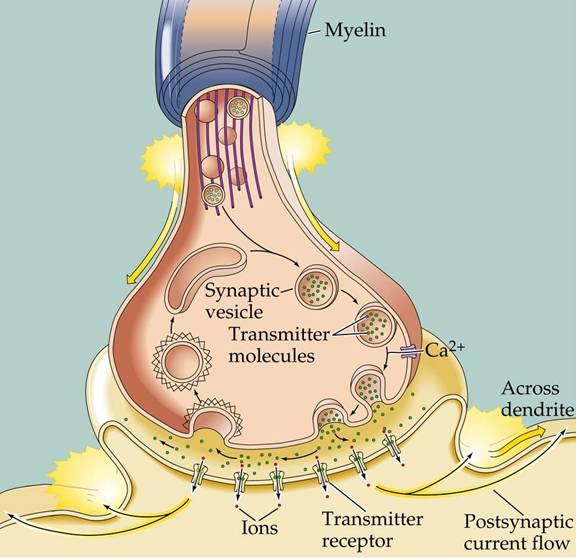 Myelin
Synaptic
vesicle
Transmitter
molecules
Ca²⁺
Across
dendrite
Ions
Transmitter
receptor
Postsynaptic
current flow